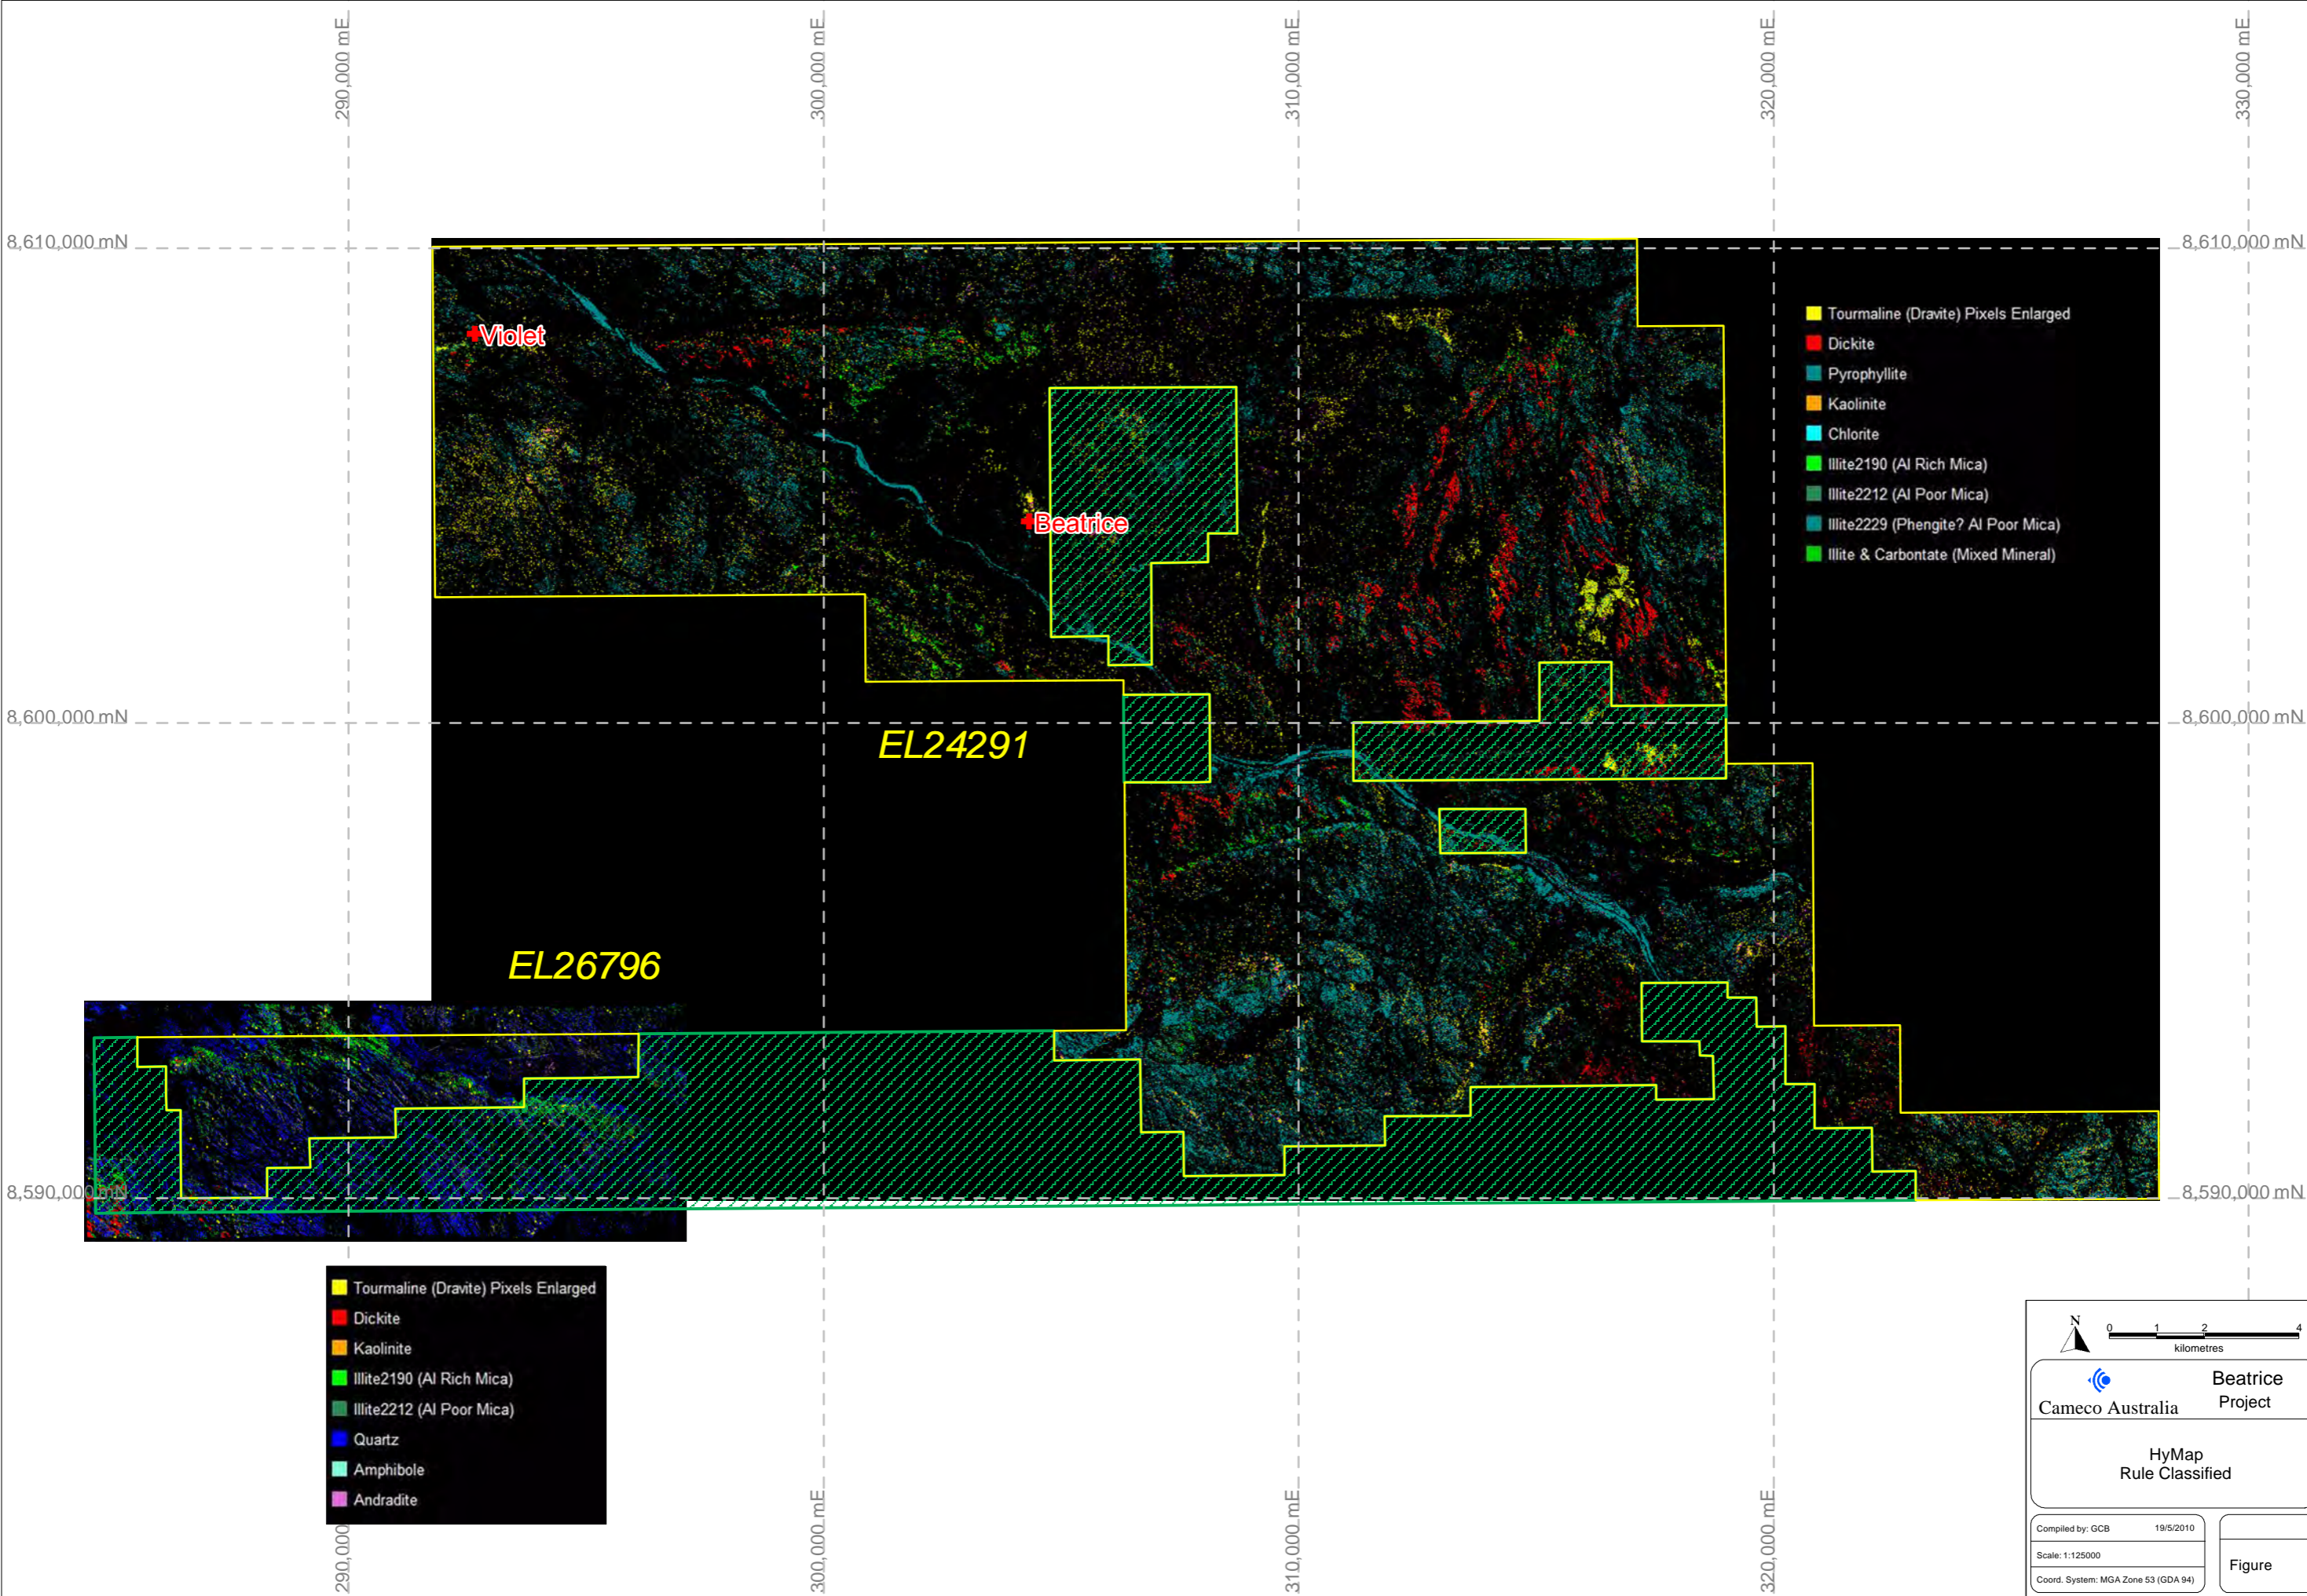 290,000 mE
300,000 mE
310,000 mE
320,000 mE
330,000 mE
8,610,000 mN
8,610,000 mN
Tourmaline (Dravite) Pixels Enlarged
Dickite
Pyrophyllite
Kaolinite
Chlorite
Illite2190 (Al Rich Mica)
Illite2212 (Al Poor Mica)
Illite2229 (Phengite? Al Poor Mica)
Illite & Carbontate (Mixed Mineral)
Violet
Beatrice
8,600,000 mN
8,600,000 mN
EL24291
EL26796
8,590,000 mN
8,590,000 mN
Tourmaline (Dravite) Pixels Enlarged
Dickite
Kaolinite
Illite2190 (Al Rich Mica)
Illite2212 (Al Poor Mica)
Quartz
Amphibole
Andradite
290,000
300,000 mE
310,000 mE
320,000 mE
N
0 1 2 4
kilometres
Cameco Australia
Beatrice
Project
HyMap
Rule Classified
Compiled by: GCB 19/5/2010
Scale: 1:125000
Coord. System: MGA Zone 53 (GDA 94)
Figure